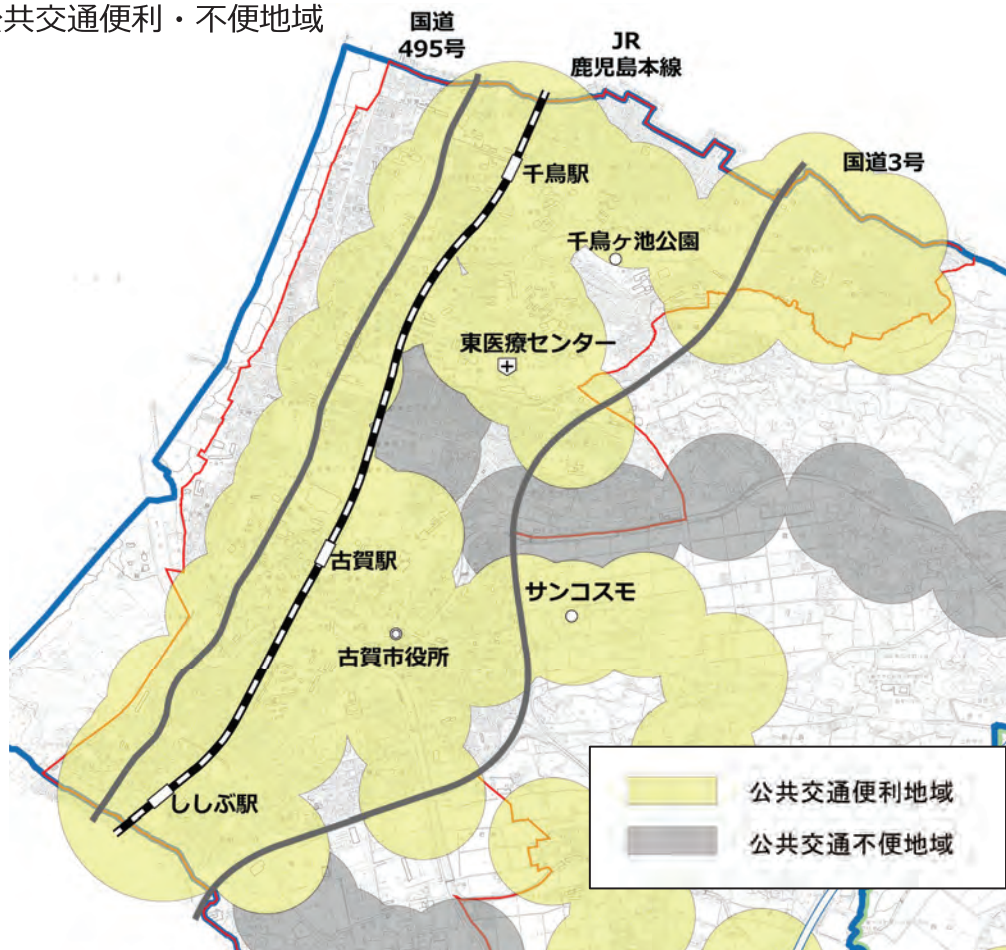 共交通便利・不便地域
国道
495号
JR
鹿児島本線
国道3号
千鳥駅
千鳥ヶ池公園
東医療センター
古賀駅
サンコスモ
古賀市役所
ししぶ駅
公共交通便利地域
公共交通不便地域